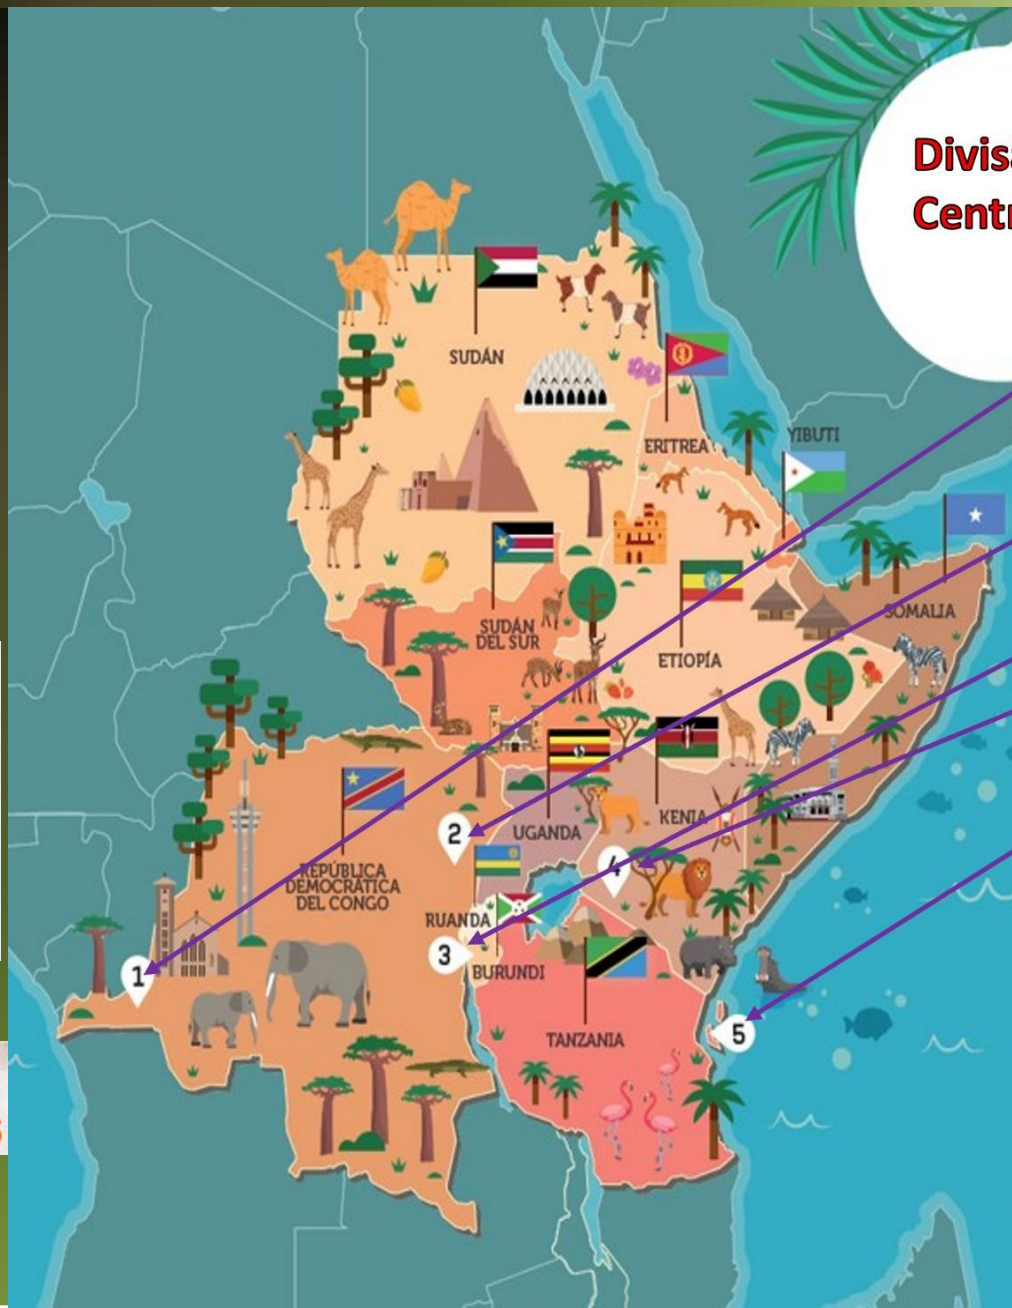 Divis
Centr
SUDÁN
ERITREA
YIBUTI
SOMALIA
SUDÁN
DEL SUR
ETIOPÍA
UGANDA
KENIA
REPÚBLICA
DEMOCRÁTICA
DEL CONGO
RUANDA
BURUNDI
TANZANIA
1
2
3
4
5